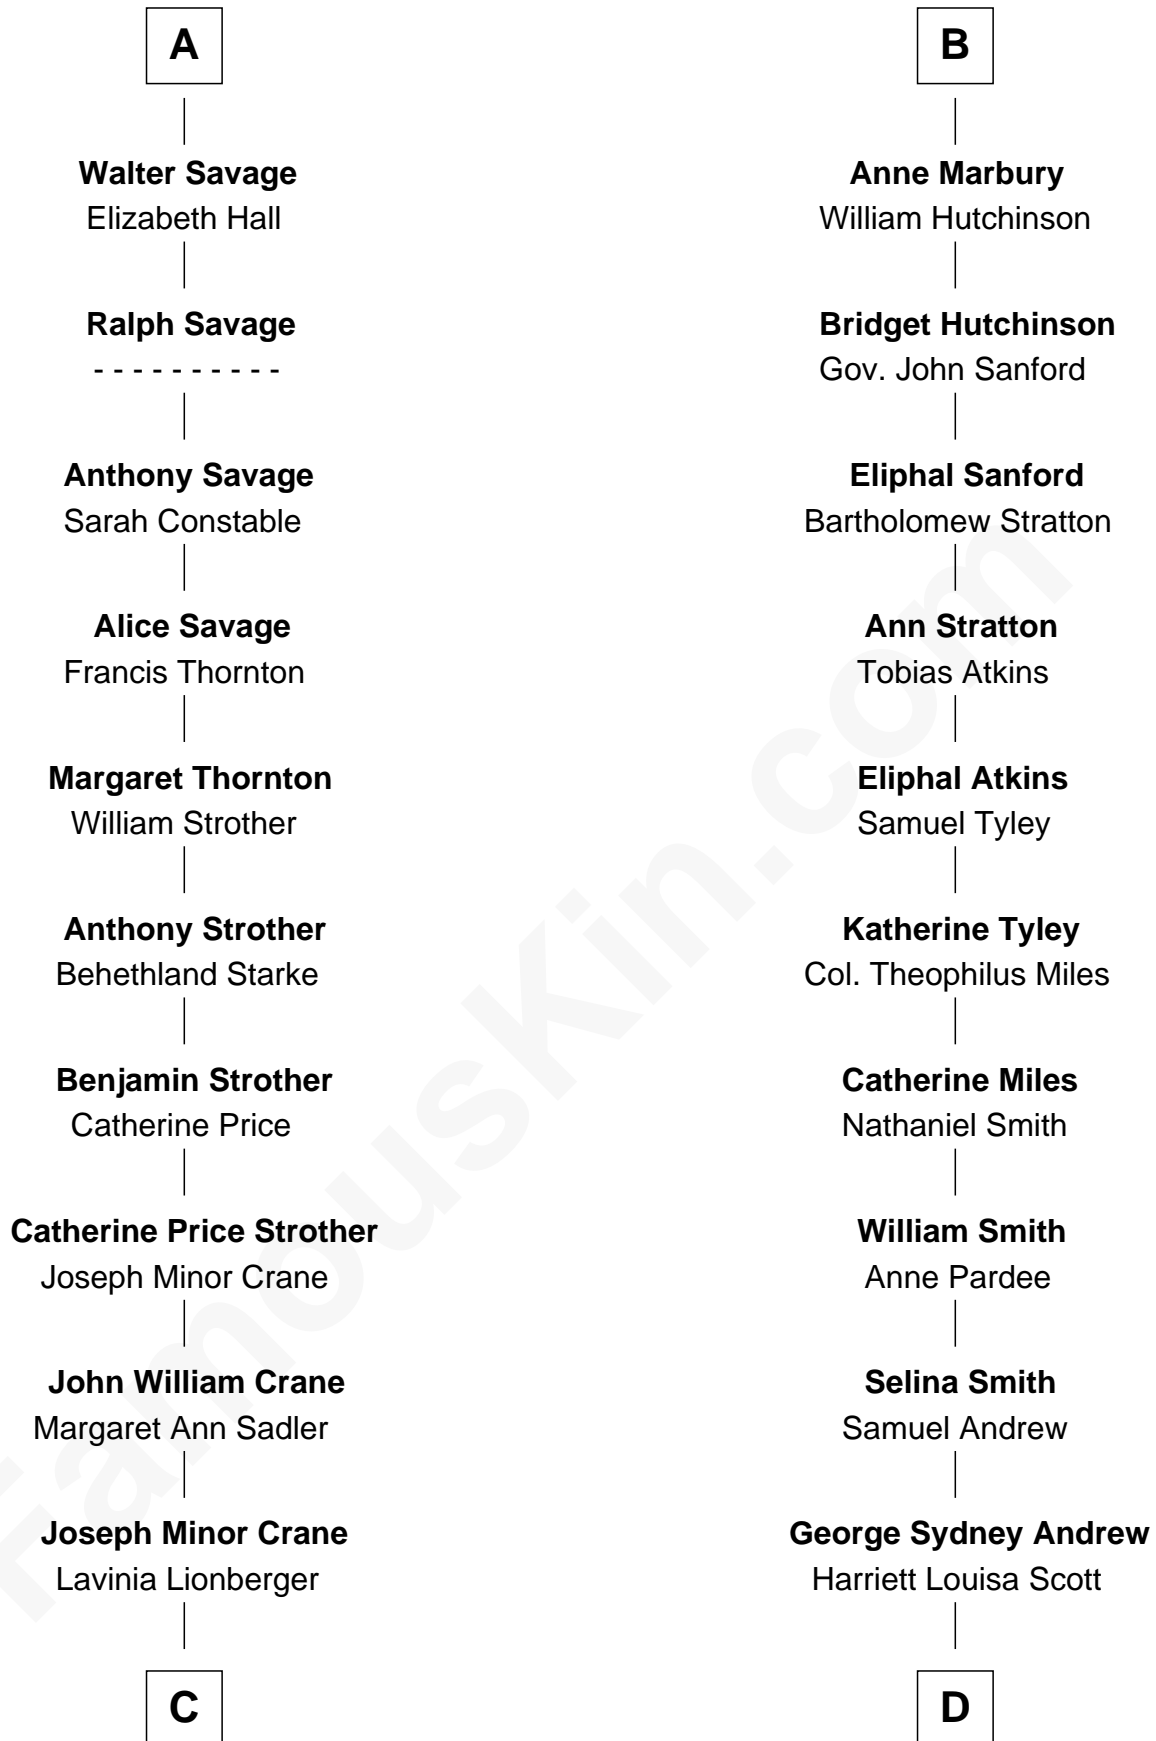 A
Walter Savage
Elizabeth Hall
Ralph Savage
- - - - - - - - - -
Anthony Savage
Sarah Constable
Alice Savage
Francis Thornton
Margaret Thornton
William Strother
Anthony Strother
Behethland Starke
Benjamin Strother
Catherine Price
Catherine Price Strother
Joseph Minor Crane
John William Crane
Margaret Ann Sadler
Joseph Minor Crane
Lavinia Lionberger
C
B
Anne Marbury
William Hutchinson
Bridget Hutchinson
Gov. John Sanford
Eliphal Sanford
Bartholomew Stratton
Ann Stratton
Tobias Atkins
Eliphal Atkins
Samuel Tyley
Katherine Tyley
Col. Theophilus Miles
Catherine Miles
Nathaniel Smith
William Smith
Anne Pardee
Selina Smith
Samuel Andrew
George Sydney Andrew
Harriett Louisa Scott
D
FamousKin.com